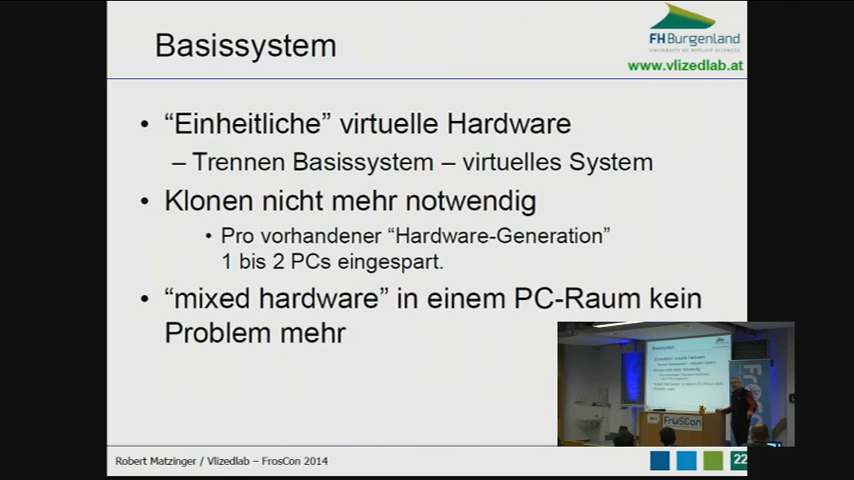 Basissystem
FHBurgenland
UNIVERSITY OF APPLIED SCIENCES
www.vlizedlab.at
• “Einheitliche” virtuelle Hardware
– Trennen Basissystem – virtuelles System
• Klonen nicht mehr notwendig
• Pro vorhandener “Hardware-Generation”
1 bis 2 PCs eingespart.
• “mixed hardware” in einem PC-Raum kein
Problem mehr
FrosCon
Robert Matzinger / Vlizedlab – FrosCon 2014
22